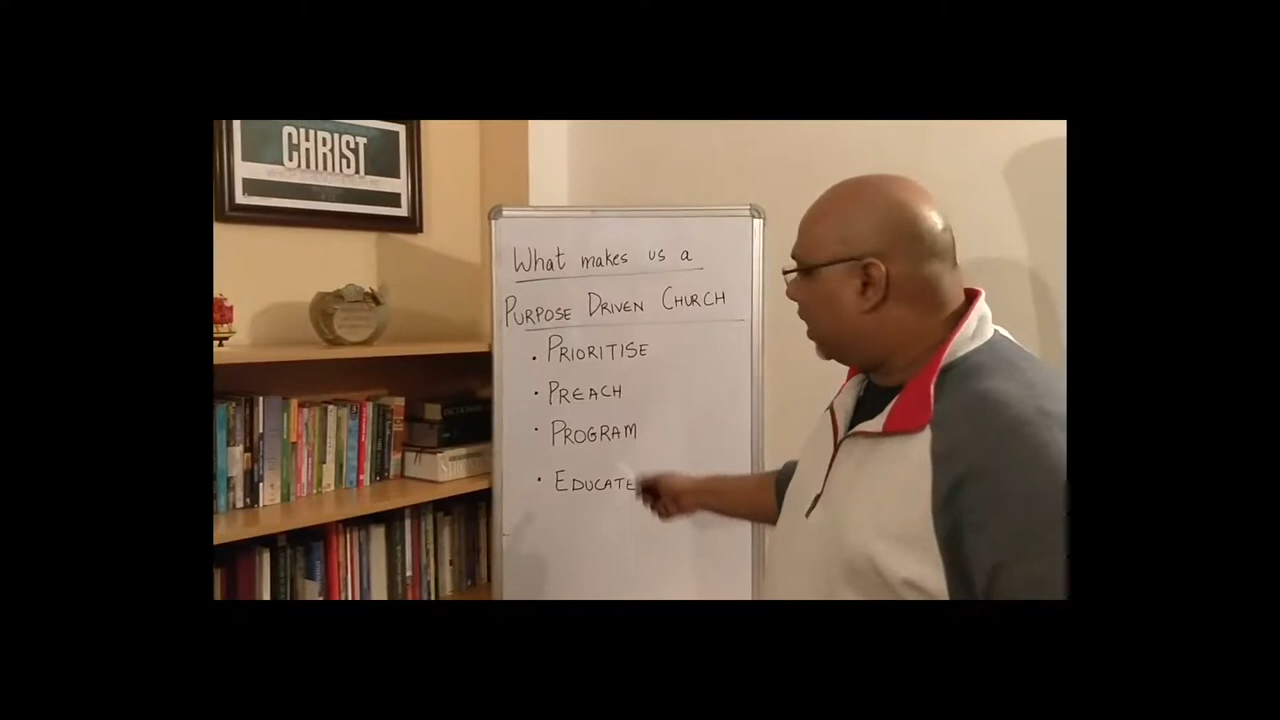 CHRIST
What makes us a
PURPOSE DRIVEN CHURCH
• PRIORITISE
• PREACH
• PROGRAM
• EDUCATE